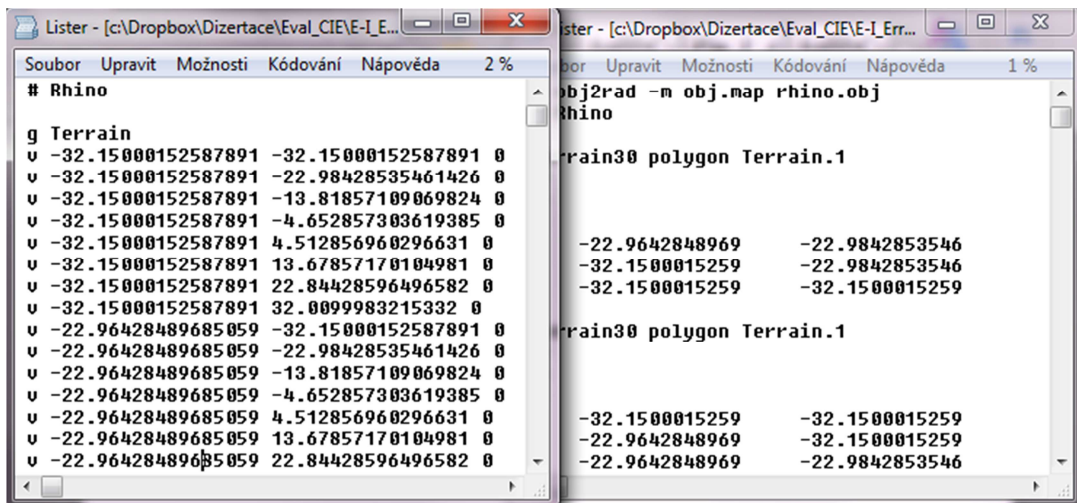 Lister - [c:\Dropbox\Dizertace\Eval_CIE\E-I_E...
Soubor Upravit Možnosti Kódování Nápověda 2 %
# Rhino
g Terrain
v -32.15000152587891 -32.15000152587891 0
v -32.15000152587891 -22.98428535461426 0
v -32.15000152587891 -13.81857109069824 0
v -32.15000152587891 -4.652857303619385 0
v -32.15000152587891 4.512856960296631 0
v -32.15000152587891 13.67857170104981 0
v -32.15000152587891 22.84428596496582 0
v -32.15000152587891 32.0099983215332 0
v -22.96428489685059 -32.15000152587891 0
v -22.96428489685059 -22.98428535461426 0
v -22.96428489685059 -13.81857109069824 0
v -22.96428489685059 -4.652857303619385 0
v -22.96428489685059 4.512856960296631 0
v -22.96428489685059 13.67857170104981 0
v -22.96428489685059 22.84428596496582 0
ister - [c:\Dropbox\Dizertace\Eval_CIE\E-I_Err...
bor Upravit Možnosti Kódování Nápověda 1 %
obj2rad -m obj.map rhino.obj
Rhino
rrain30 polygon Terrain.1
-22.9642848969 -22.9842853546
-32.1500015259 -22.9842853546
-32.1500015259 -32.1500015259
rrain30 polygon Terrain.1
-32.1500015259 -32.1500015259
-22.9642848969 -32.1500015259
-22.9642848969 -22.9842853546